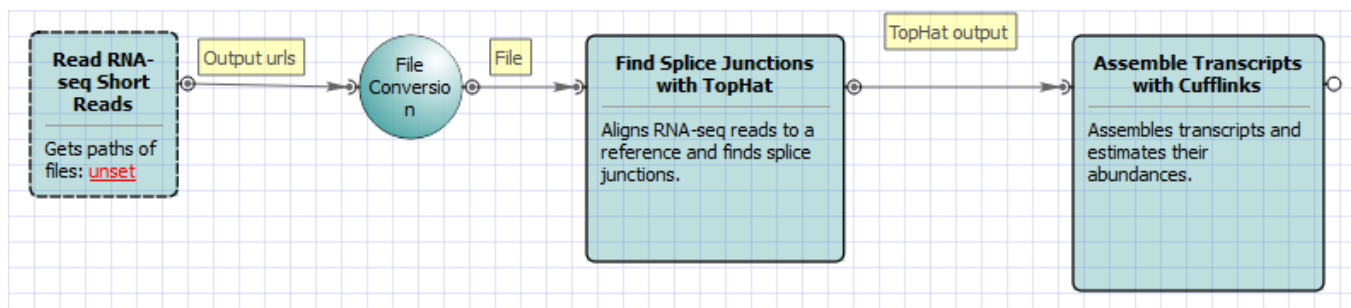 Read RNA-
seq Short
Reads
Gets paths of
files: unset
Output urls
File
Conversio
n
File
Find Splice Junctions
with TopHat
Aligns RNA-seq reads to a
reference and finds splice
junctions.
TopHat output
Assemble Transcripts
with Cufflinks
Assembles transcripts and
estimates their
abundances.